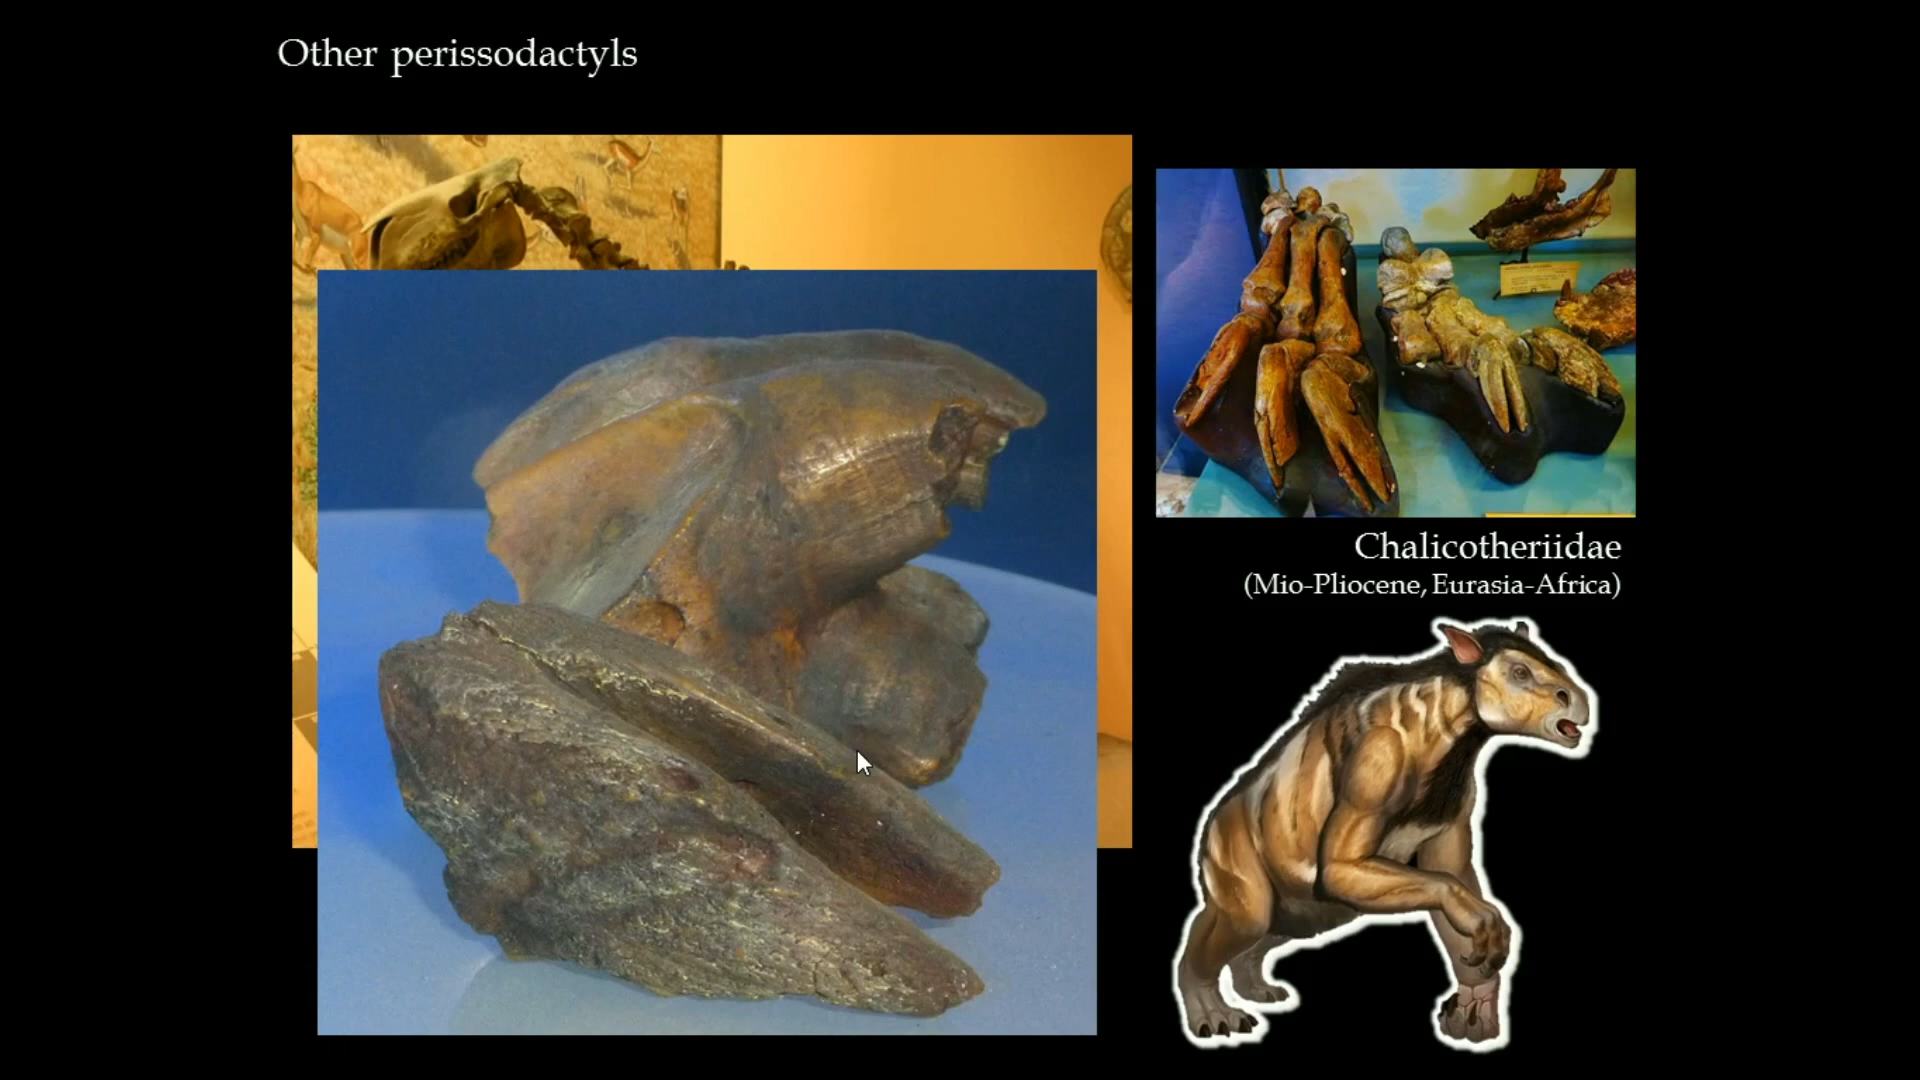 Other perissodactyls
Chalicotheriidae
(Mio-Pliocene, Eurasia-Africa)